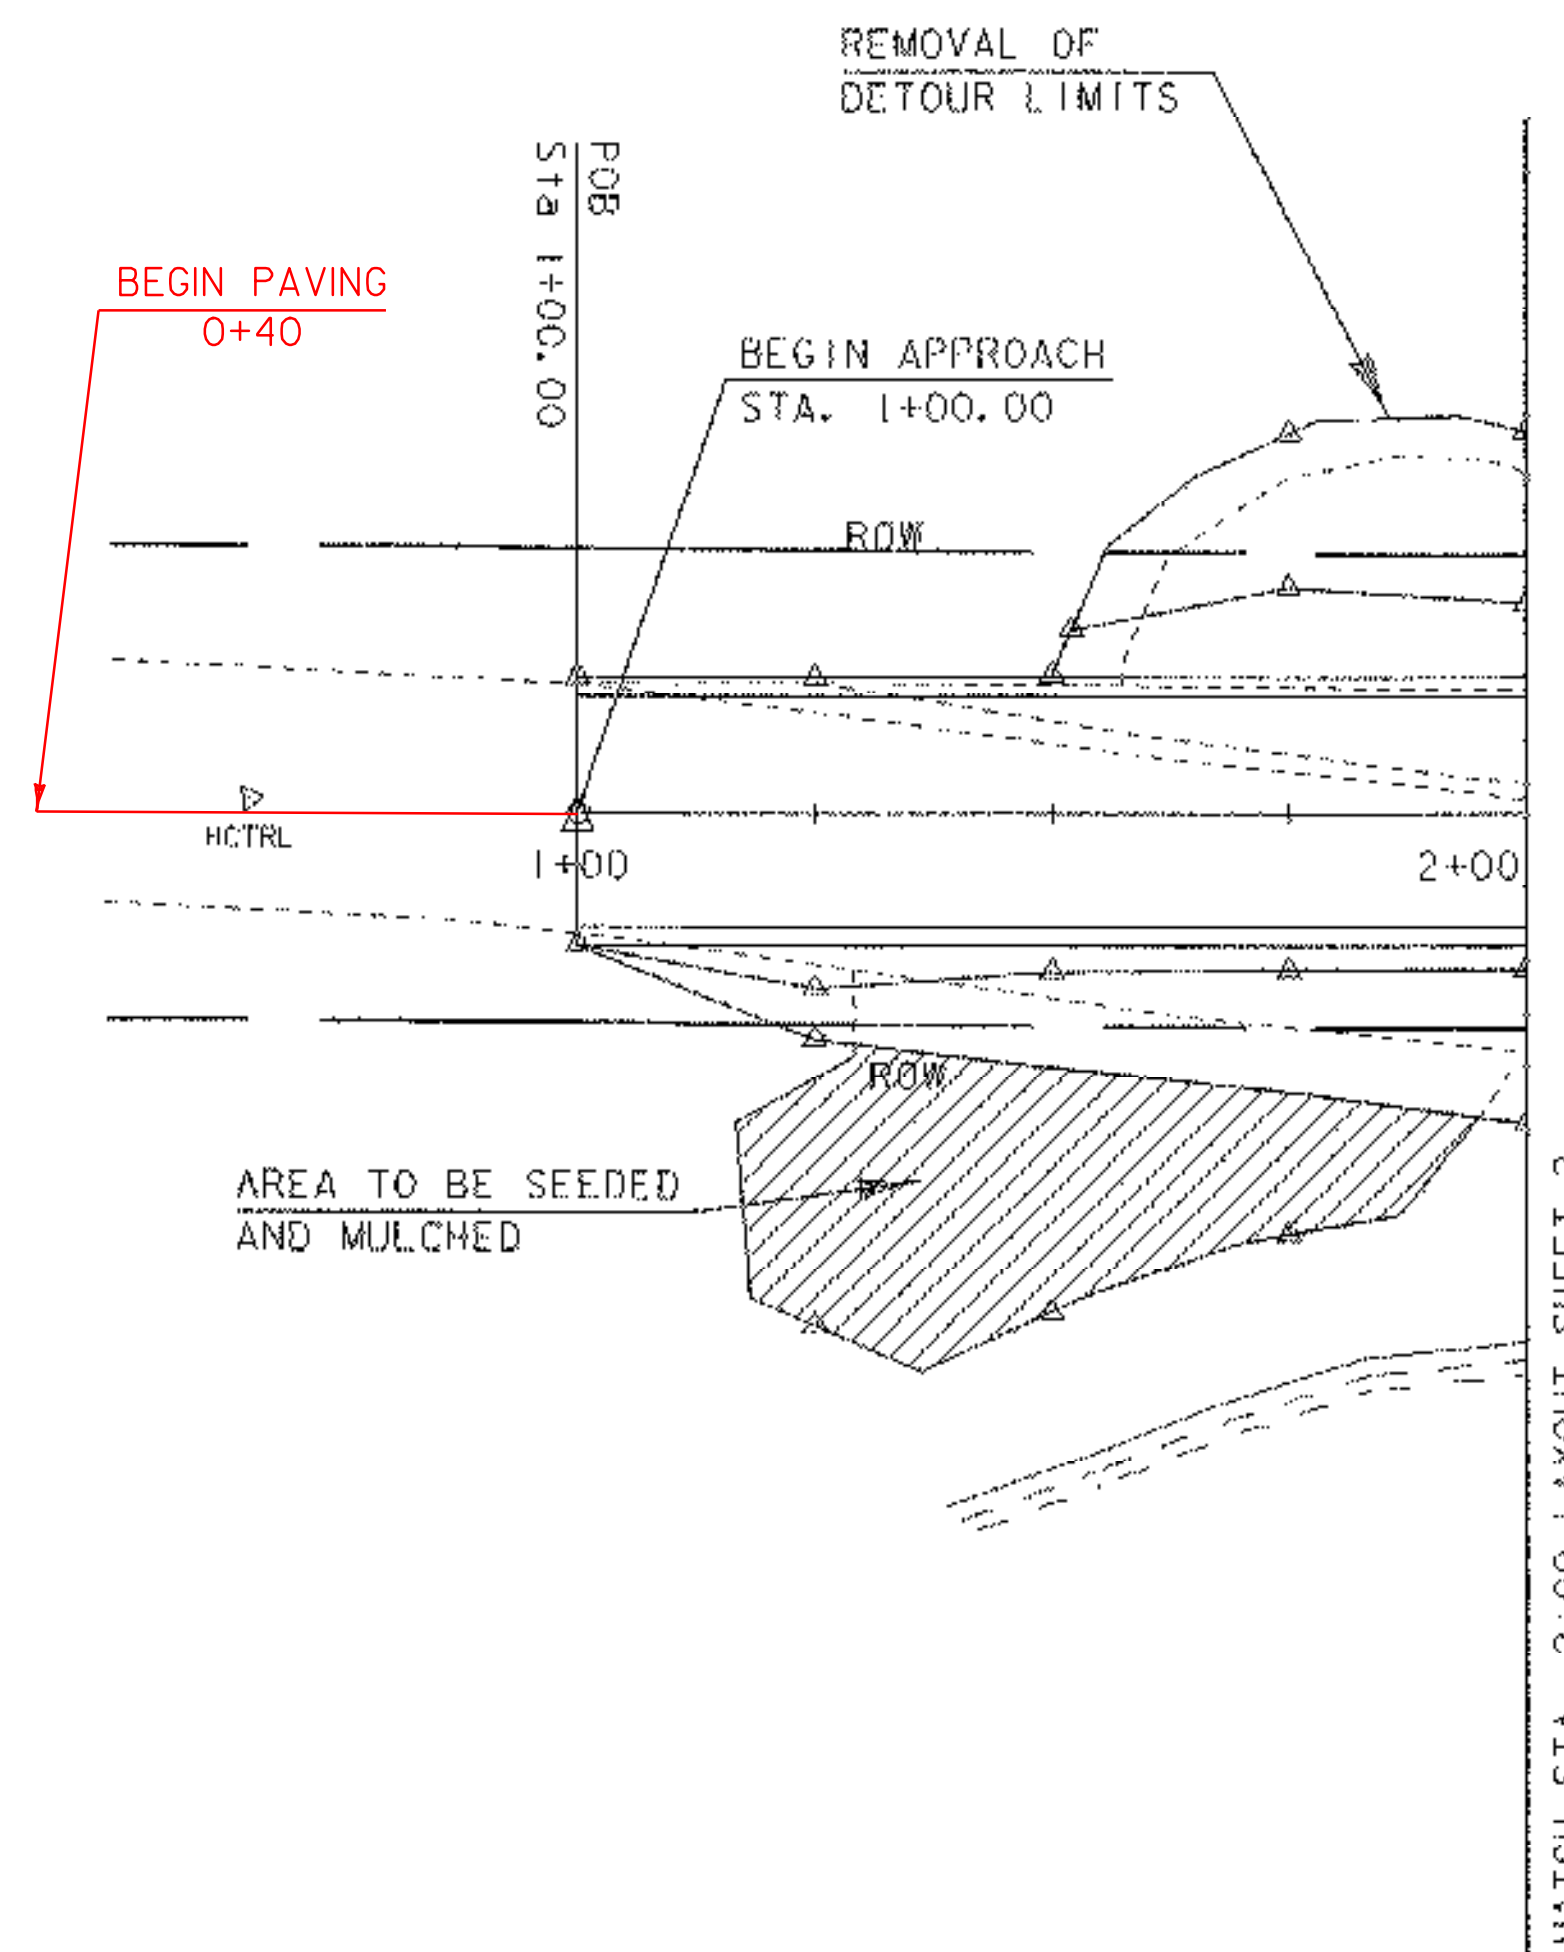 REMOVAL OF
DETOUR LIMITS
POB
Sta 1+00.00
BEGIN PAVING
0+40
BEGIN APPROACH
STA. 1+00.00
ROW
HCTRL
1+00
2+00
ROW
AREA TO BE SEEDED
AND MULCHED